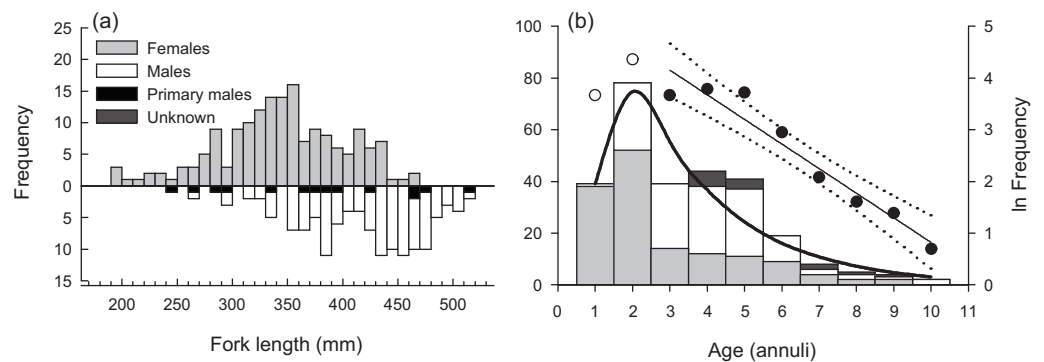 (a)
25
20
15
10
5
0
5
10
15
Frequency
Females
Males
Primary males
Unknown
200 250 300 350 400 450 500
Fork length (mm)
(b)
100
80
60
40
20
0
5
4
3
2
1
0
ln Frequency
0 1 2 3 4 5 6 7 8 9 10 11
Age (annuli)